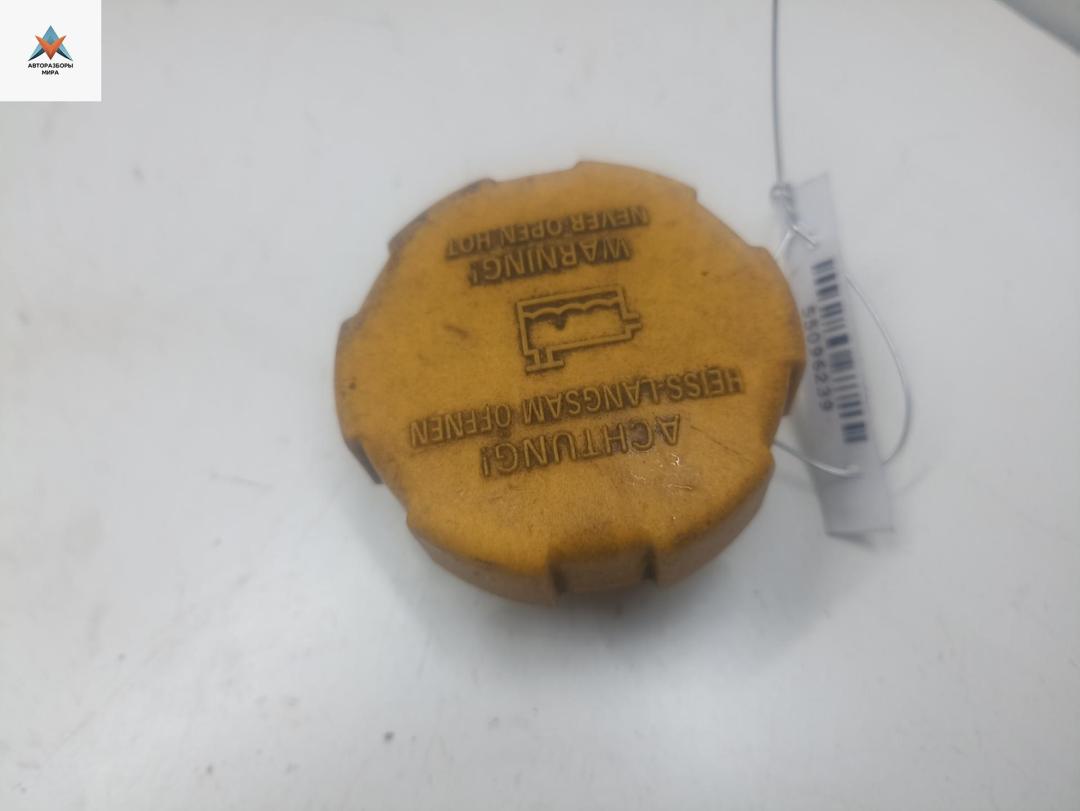 АВТОРАЗБОРЫ
МИРА
ACHTUNG!
HEISS-LANGSAM ÖFFNEN
WARNING!
NEVER OPEN HOT
55096239